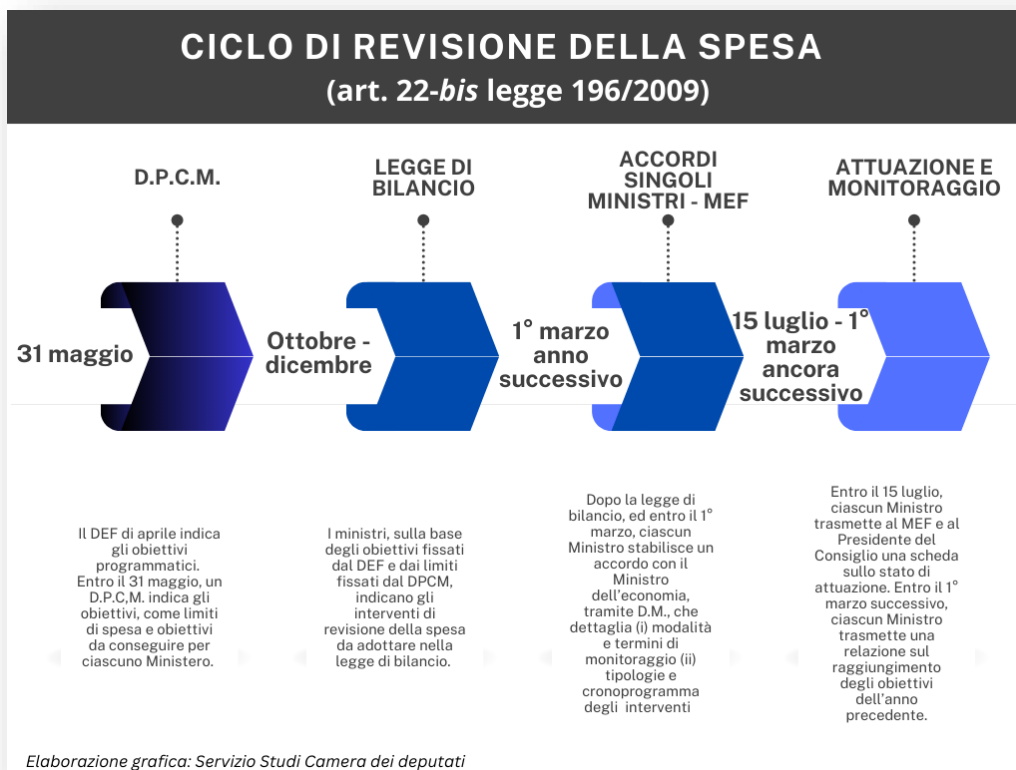 CICLO DI REVISIONE DELLA SPESA
(art. 22-bis legge 196/2009)
D.P.C.M.
LEGGE DI
BILANCIO
ACCORDI
SINGOLI
MINISTRI - MEF
ATTUAZIONE E
MONITORAGGIO
31 maggio
Ottobre -
dicembre
1° marzo
anno
successivo
15 luglio - 1°
marzo
ancora
successivo
Il DEF di aprile indica
gli obiettivi
programmatici.
Entro il 31 maggio, un
D.P.C.M. indica gli
obiettivi, come limiti
di spesa e obiettivi
da conseguire per
ciascuno Ministero.
I ministri, sulla base
degli obiettivi fissati
dal DEF e dai limiti
fissati dal DPCM,
indicano gli
interventi di
revisione della spesa
da adottare nella
legge di bilancio.
Dopo la legge di
bilancio, ed entro il 1°
marzo, ciascun
Ministro stabilisce un
accordo con il
Ministro
dell'economia,
tramite D.M., che
dettaglia (i) modalità
e termini di
monitoraggio (ii)
tipologie e
cronoprogramma
degli interventi
Entro il 15 luglio,
ciascun Ministro
trasmette al MEF e al
Presidente del
Consiglio una scheda
sullo stato di
attuazione. Entro il 1°
marzo successivo,
ciascun Ministro
trasmette una
relazione sul
raggiungimento
degli obiettivi
dell'anno
precedente.
Elaborazione grafica: Servizio Studi Camera dei deputati